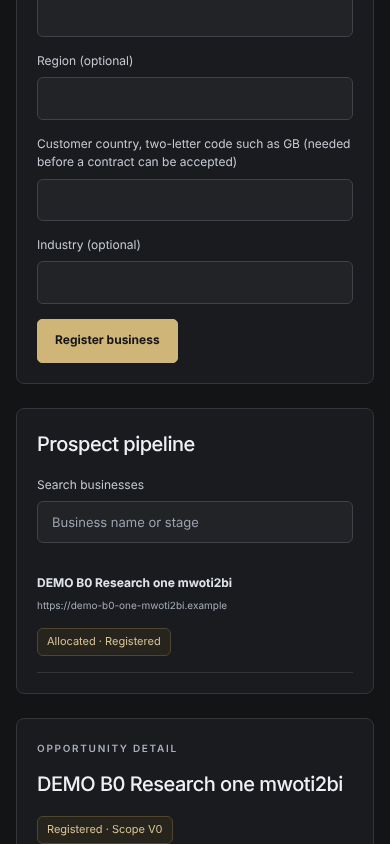 Region (optional)
Customer country, two-letter code such as GB (needed
before a contract can be accepted)
Industry (optional)
Register business
Prospect pipeline
Search businesses
Business name or stage
DEMO B0 Research one mwoti2bi
https://demo-b0-one-mwoti2bi.example
Allocated · Registered
OPPORTUNITY DETAIL
DEMO B0 Research one mwoti2bi
Registered · Scope V0